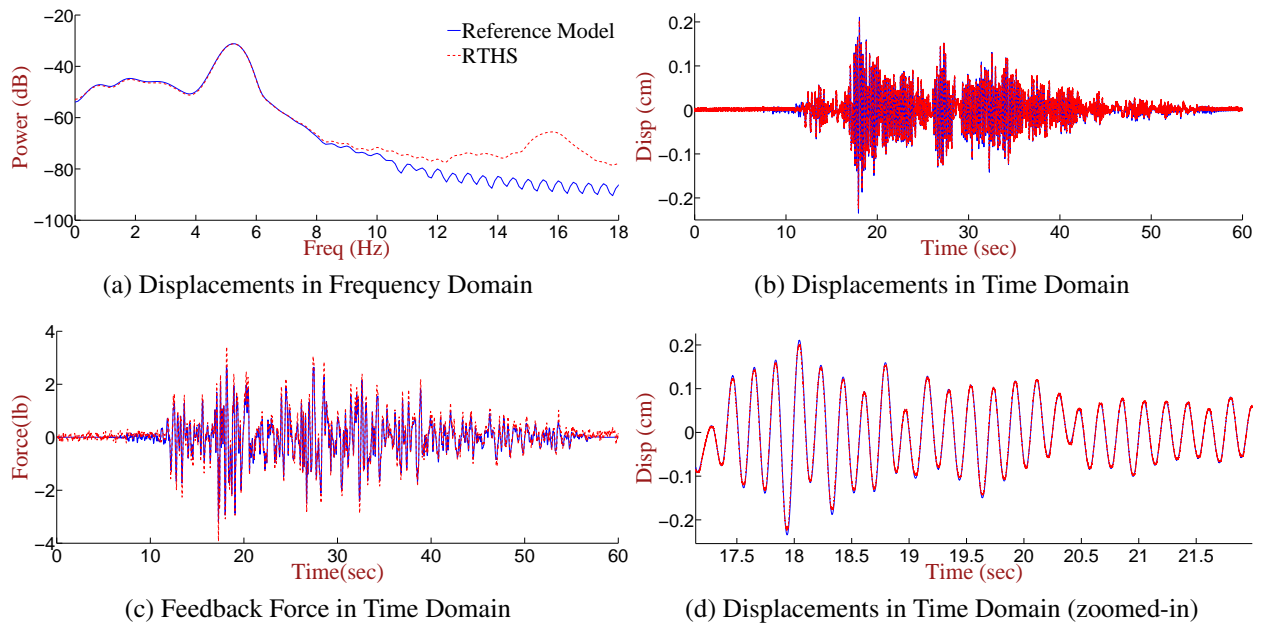 −20
−40
−60
−80
−100
Power (dB)
0 2 4 6 8 10 12 14 16 18
Freq (Hz)
Reference Model
RTHS
(a) Displacements in Frequency Domain
0.2
0.1
0
−0.1
−0.2
Disp (cm)
0 10 20 30 40 50 60
Time (sec)
(b) Displacements in Time Domain
4
2
0
−2
−4
Force(lb)
0 10 20 30 40 50 60
Time(sec)
(c) Feedback Force in Time Domain
0.2
0.1
0
−0.1
−0.2
Disp (cm)
17.5 18 18.5 19 19.5 20 20.5 21 21.5
Time (sec)
(d) Displacements in Time Domain (zoomed-in)